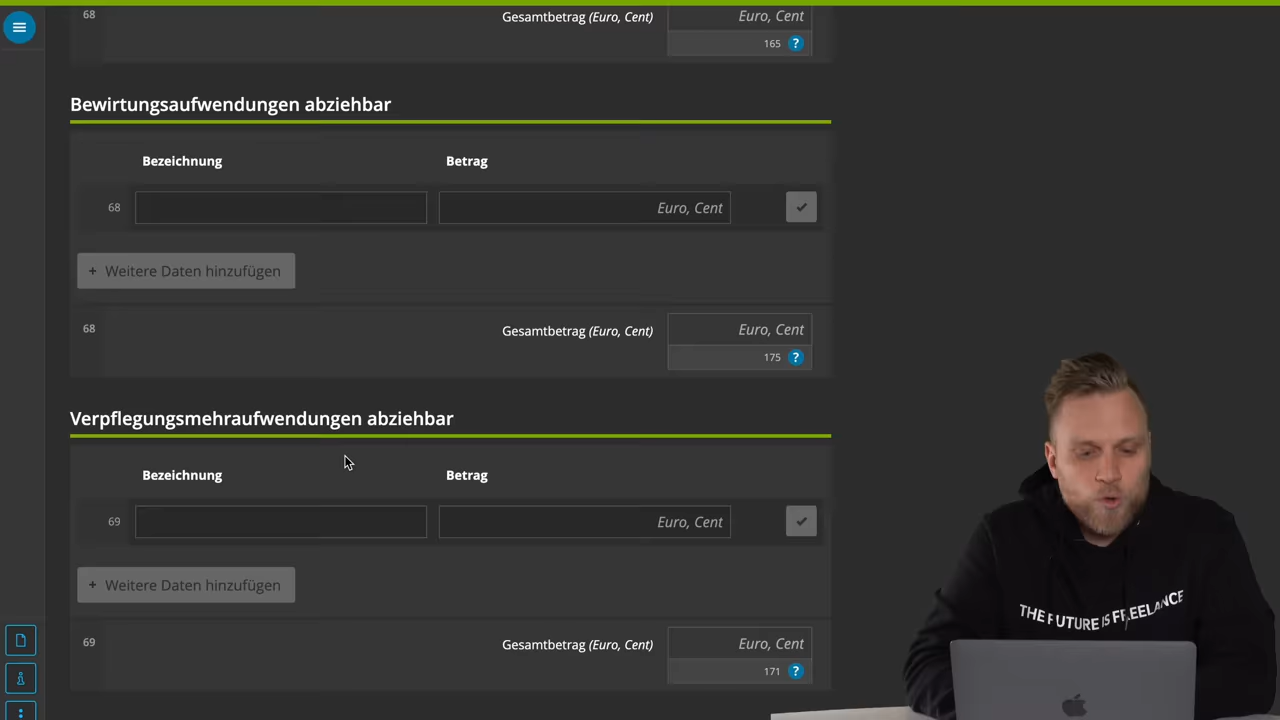 68
Gesamtbetrag (Euro, Cent)
Euro, Cent
165 ?
Bewirtungsaufwendungen abziehbar
Bezeichnung
Betrag
68
Euro, Cent
+ Weitere Daten hinzufügen
68
Gesamtbetrag (Euro, Cent)
Euro, Cent
175 ?
Verpflegungsmehraufwendungen abziehbar
Bezeichnung
Betrag
69
Euro, Cent
+ Weitere Daten hinzufügen
69
Gesamtbetrag (Euro, Cent)
Euro, Cent
171 ?
THE FUTURE IS FREELANCE